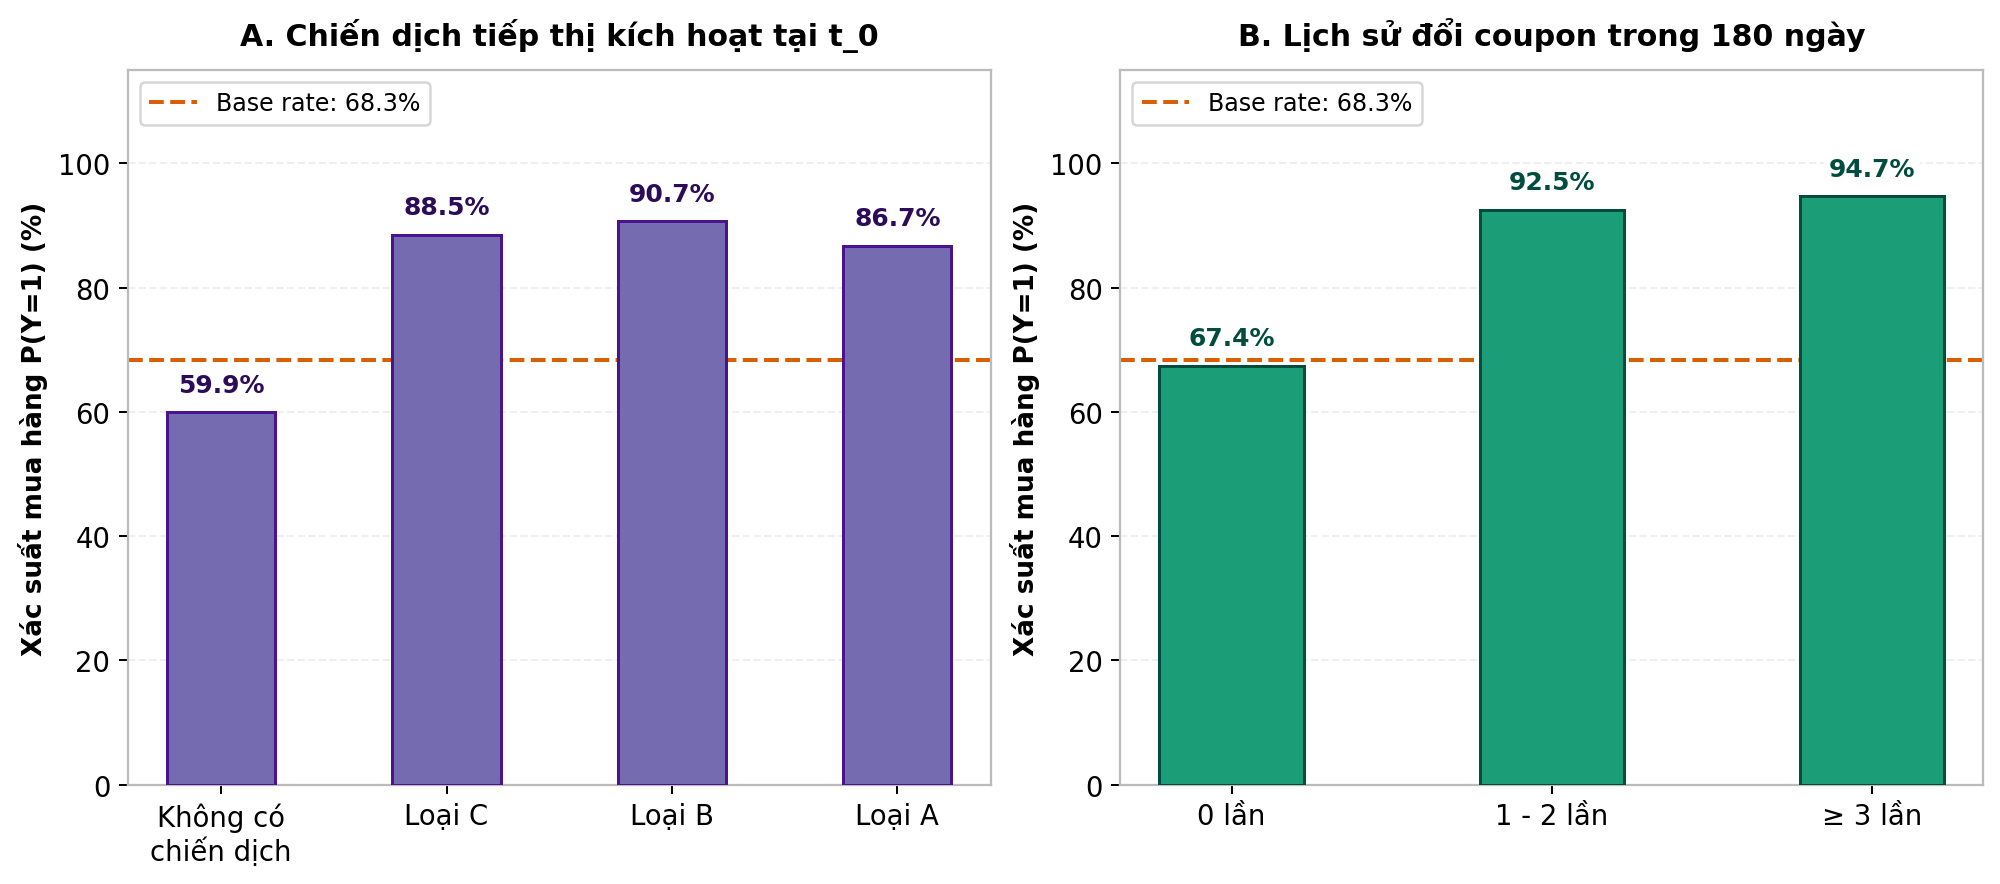 A. Chiến dịch tiếp thị kích hoạt tại t_0
Base rate: 68.3%
Xác suất mua hàng P(Y=1) (%)
100
80
60
40
20
0
59.9%
88.5%
90.7%
86.7%
Không có
chiến dịch
Loại C
Loại B
Loại A
B. Lịch sử đổi coupon trong 180 ngày
Base rate: 68.3%
Xác suất mua hàng P(Y=1) (%)
100
80
60
40
20
0
67.4%
92.5%
94.7%
0 lần
1 - 2 lần
≥ 3 lần